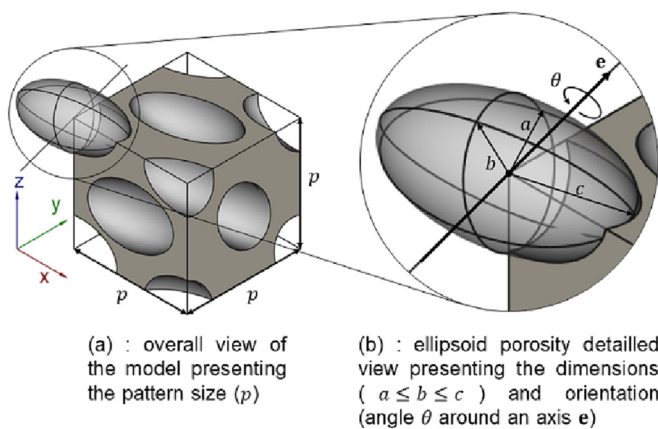 e
θ
a
b
c
z
y
x
p
p
p
(a) : overall view of
the model presenting
the pattern size (p)
(b) : ellipsoid porosity detailled
view presenting the dimensions
( a ≤ b ≤ c ) and orientation
(angle θ around an axis e)